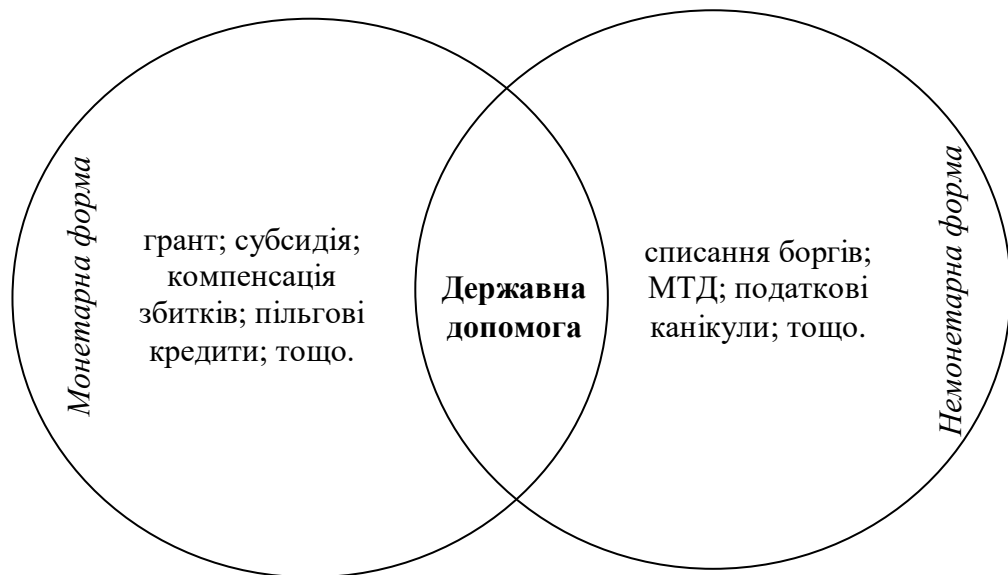 Монетарна форма
грант; субсидія;
компенсація
збитків; пільгові
кредити; тощо.
Державна
допомога
списання боргів;
МТД; податкові
канікули; тощо.
Немонетарна форма